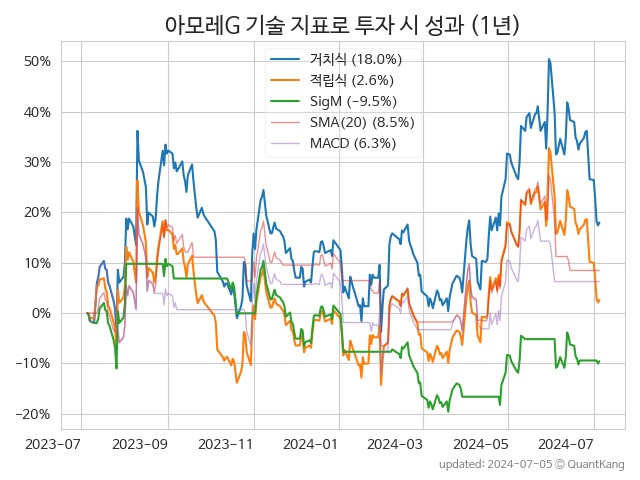 아모레G 기술 지표로 투자 시 성과 (1년)
거치식 (18.0%)
적립식 (2.6%)
SigM (−9.5%)
SMA(20) (8.5%)
MACD (6.3%)
50%
40%
30%
20%
10%
0%
−10%
−20%
2023-07 2023-09 2023-11 2024-01 2024-03 2024-05 2024-07
updated: 2024-07-05 ⓒ QuantKang